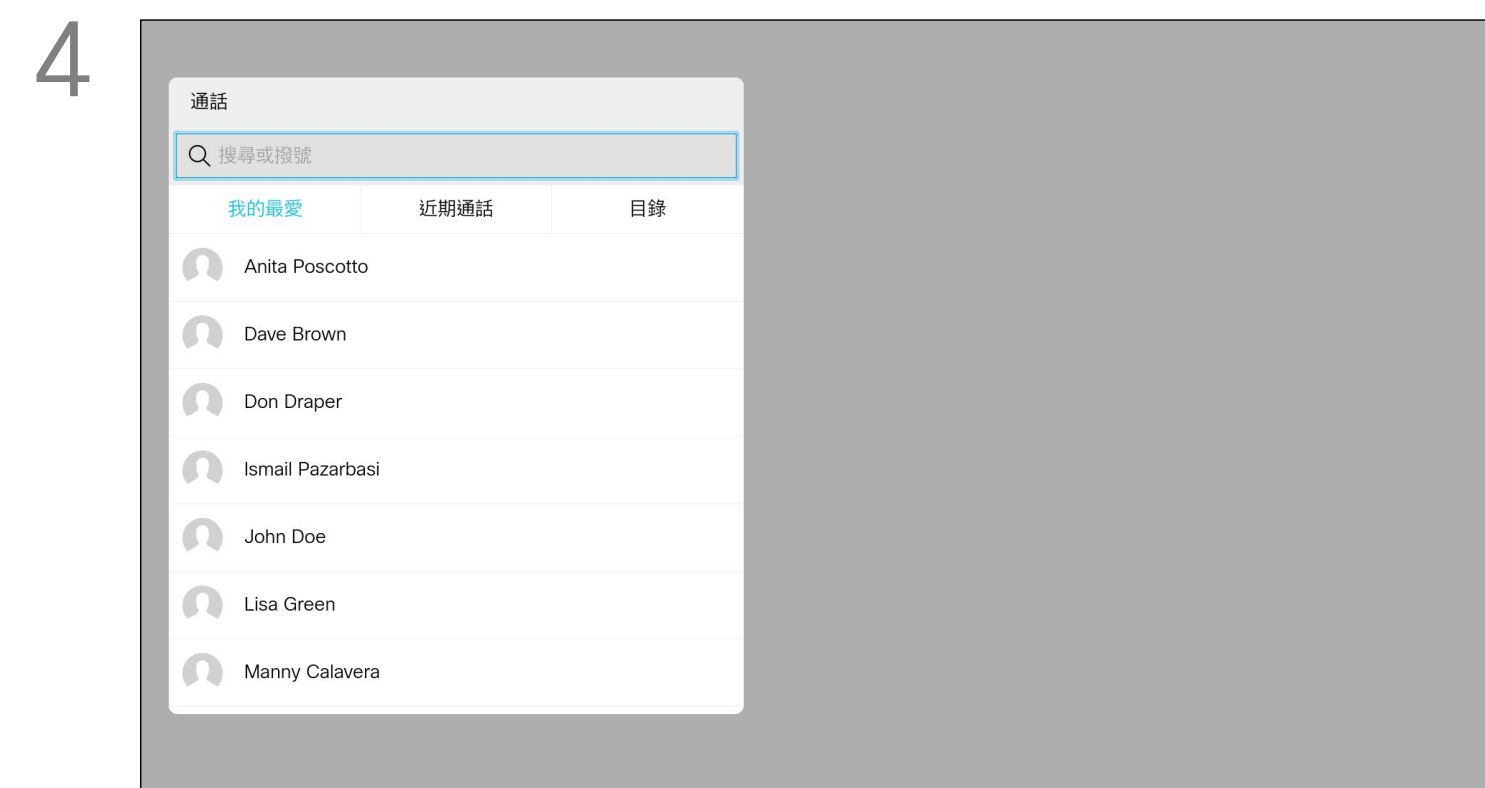 4
通話
搜尋或撥號
我的最愛 近期通話 目錄
Anita Poscotto
Dave Brown
Don Draper
Ismail Pazarbasi
John Doe
Lisa Green
Manny Calavera